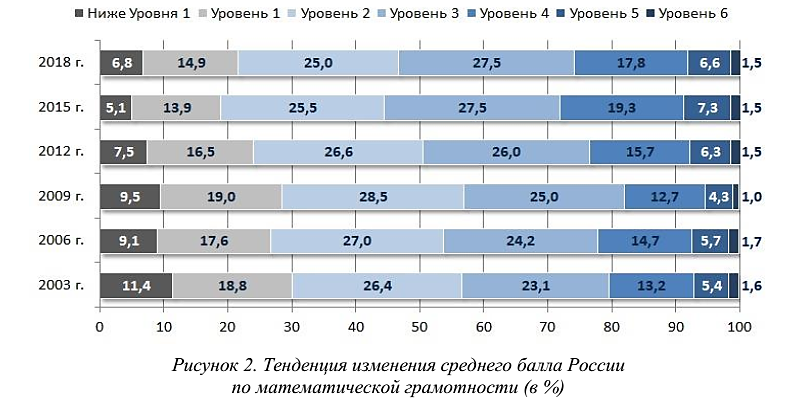 Ниже Уровня 1 Уровень 1 Уровень 2 Уровень 3 Уровень 4 Уровень 5 Уровень 6
2018 г. 6,8 14,9 25,0 27,5 17,8 6,6 1,5
2015 г. 5,1 13,9 25,5 27,5 19,3 7,3 1,5
2012 г. 7,5 16,5 26,6 26,0 15,7 6,3 1,5
2009 г. 9,5 19,0 28,5 25,0 12,7 4,3 1,0
2006 г. 9,1 17,6 27,0 24,2 14,7 5,7 1,7
2003 г. 11,4 18,8 26,4 23,1 13,2 5,4 1,6
0 10 20 30 40 50 60 70 80 90 100
Рисунок 2. Тенденция изменения среднего балла России
по математической грамотности (в %)